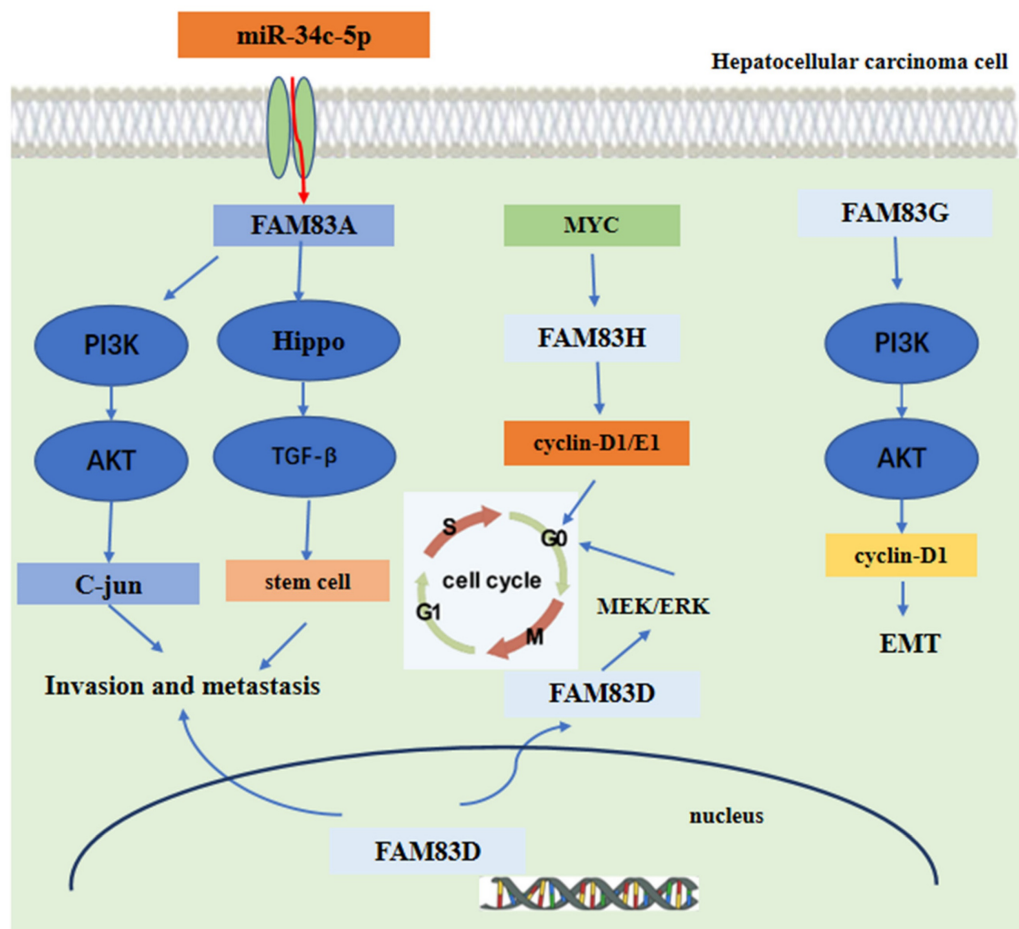 miR-34c-5p
Hepatocellular carcinoma cell
FAM83A
MYC
FAM83G
PI3K
Hippo
FAM83H
PI3K
AKT
TGF-β
cyclin-D1/E1
AKT
S
G0
cell cycle
G1
M
C-jun
stem cell
cyclin-D1
MEK/ERK
EMT
Invasion and metastasis
FAM83D
nucleus
FAM83D